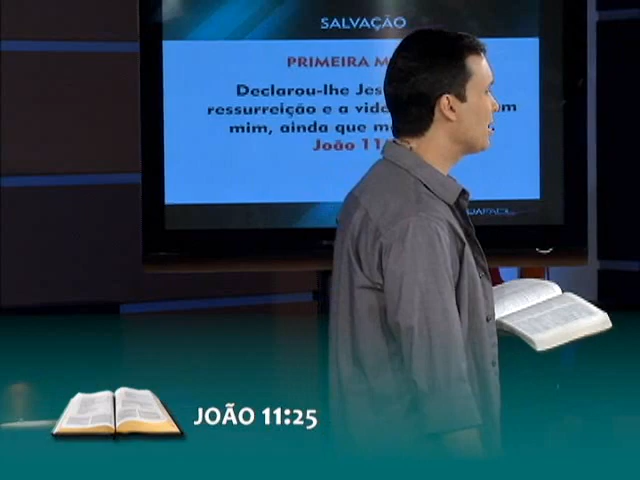 SALVAÇÃO
PRIMEIRA M
Declarou-lhe Jes
ressurreição e a vida
mim, ainda que m
João 11
JOÃO 11:25